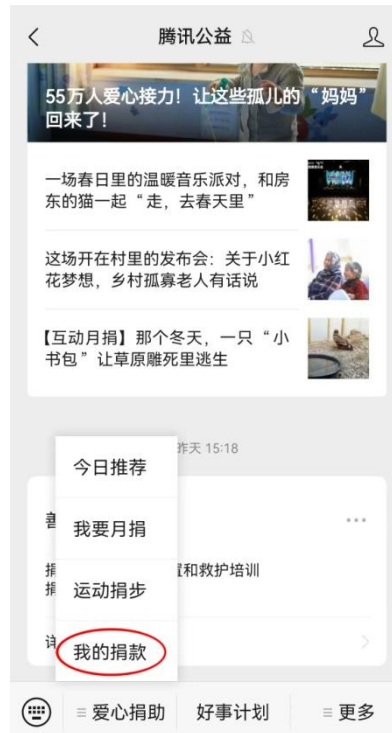 腾讯公益
55万人爱心接力！让这些孤儿的“妈妈”
回来了！
一场春日里的温暖音乐派对，和房
东的猫一起“走，去春天里”
这场开在村里的发布会：关于小红
花梦想，乡村孤寡老人有话说
【互动月捐】那个冬天，一只“小
书包”让草原雕死里逃生
昨天 15:18
今日推荐
善
我要月捐
捐
置和救护培训
捐
运动捐步
详
我的捐款
爱心捐助
好事计划
更多